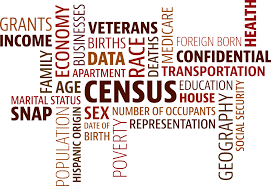 GRANTS
INCOME
FAMILY
ECONOMY
BUSINESSES
VETERANS
BIRTHS
DATA
APARTMENT
RACE
DEATHS
MEDICARE
FOREIGN BORN
HEALTH
CONFIDENTIAL
TRANSPORTATION
MARITAL STATUS
AGE
CENSUS
EDUCATION
HOUSE
SNAP
POPULATION
HISPANIC ORIGIN
SEX
DATE OF
BIRTH
POVERTY
NUMBER OF OCCUPANTS
REPRESENTATION
GEOGRAPHY
SOCIAL SECURITY